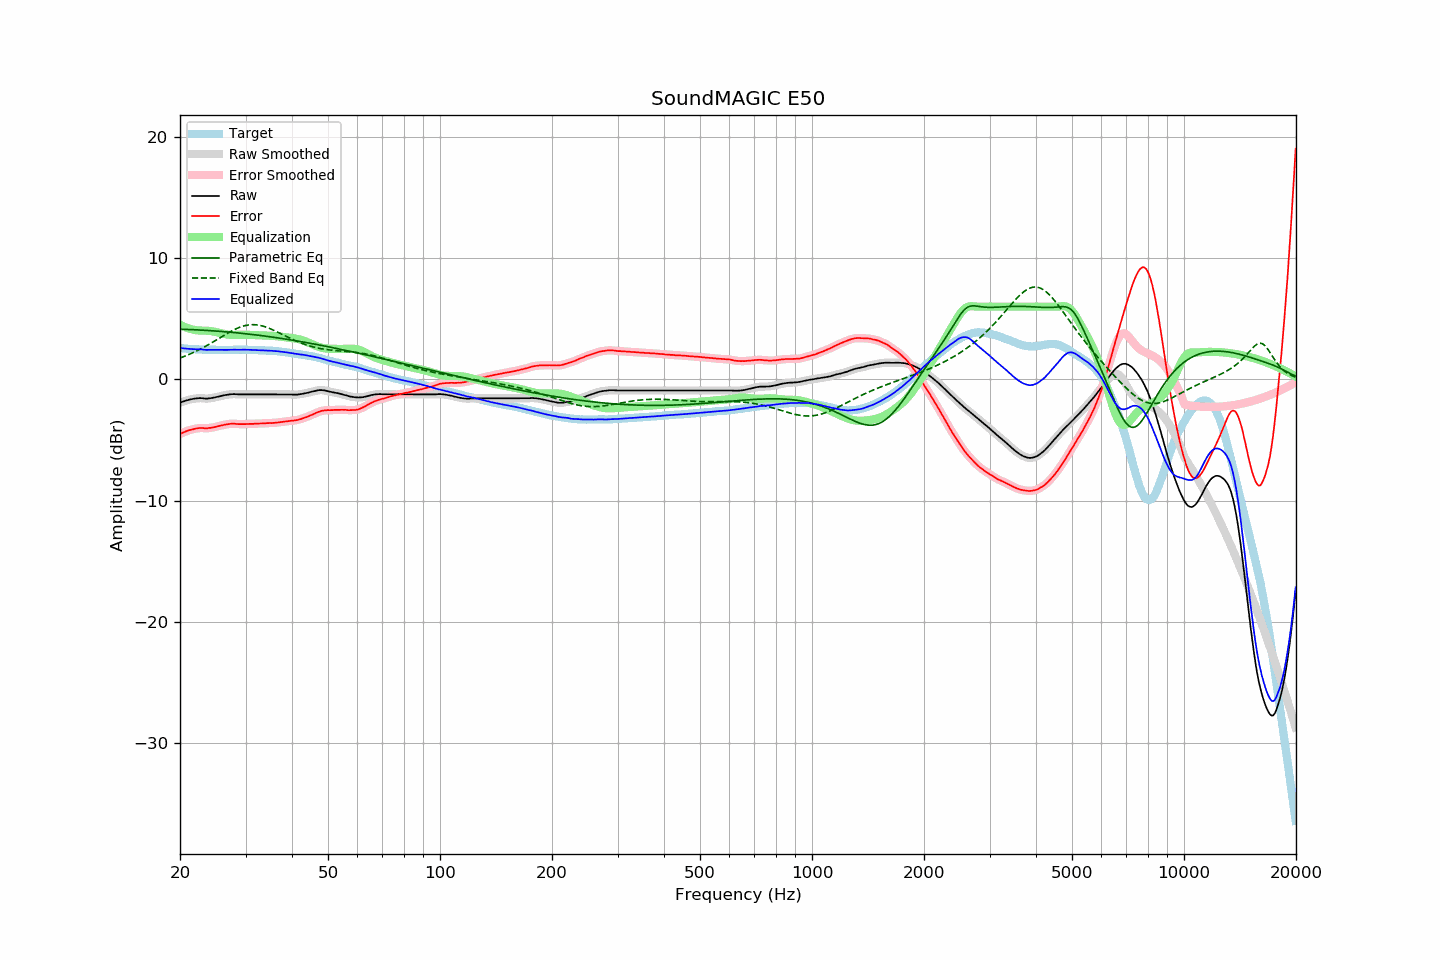 SoundMAGIC E50
Target
Raw Smoothed
Error Smoothed
Raw
Error
Equalization
Parametric Eq
Fixed Band Eq
Equalized
20
10
0
−10
−20
−30
Amplitude (dBr)
20
50
100
200
500
1000
2000
5000
10000
20000
Frequency (Hz)